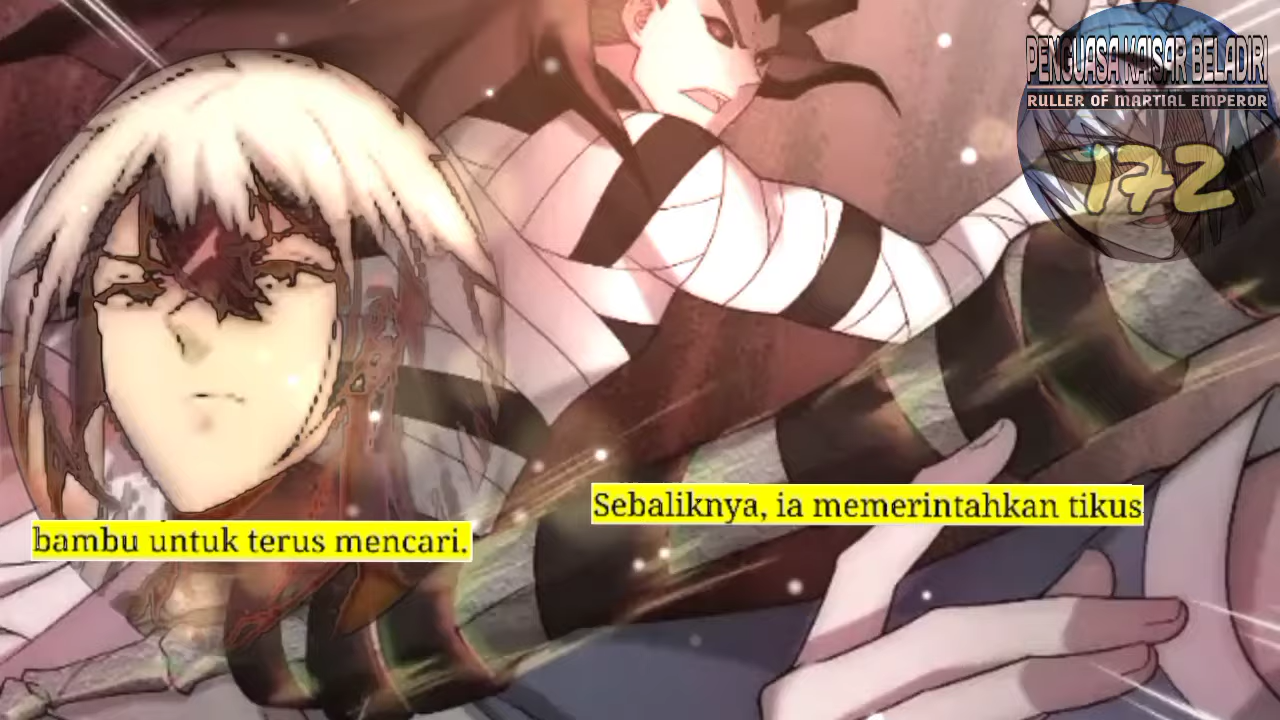 PENGUASA KAISAR BELADIRI
RULLER OF MARTIAL EMPEROR
172
Sebaliknya, ia memerintahkan tikus
bambu untuk terus mencari.